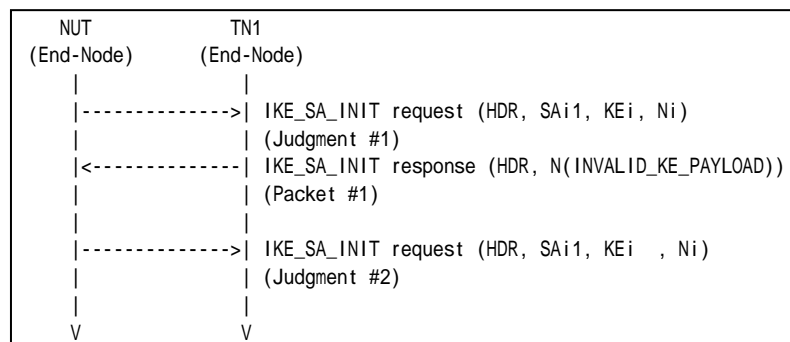 NUT TN1
(End-Node) (End-Node)
| |
|-------------->| IKE_SA_INIT request (HDR, SAi1, KEi, Ni)
| | (Judgment #1)
|<--------------| IKE_SA_INIT response (HDR, N(INVALID_KE_PAYLOAD))
| | (Packet #1)
| |
|-------------->| IKE_SA_INIT request (HDR, SAi1, KEi , Ni)
| | (Judgment #2)
| |
V V